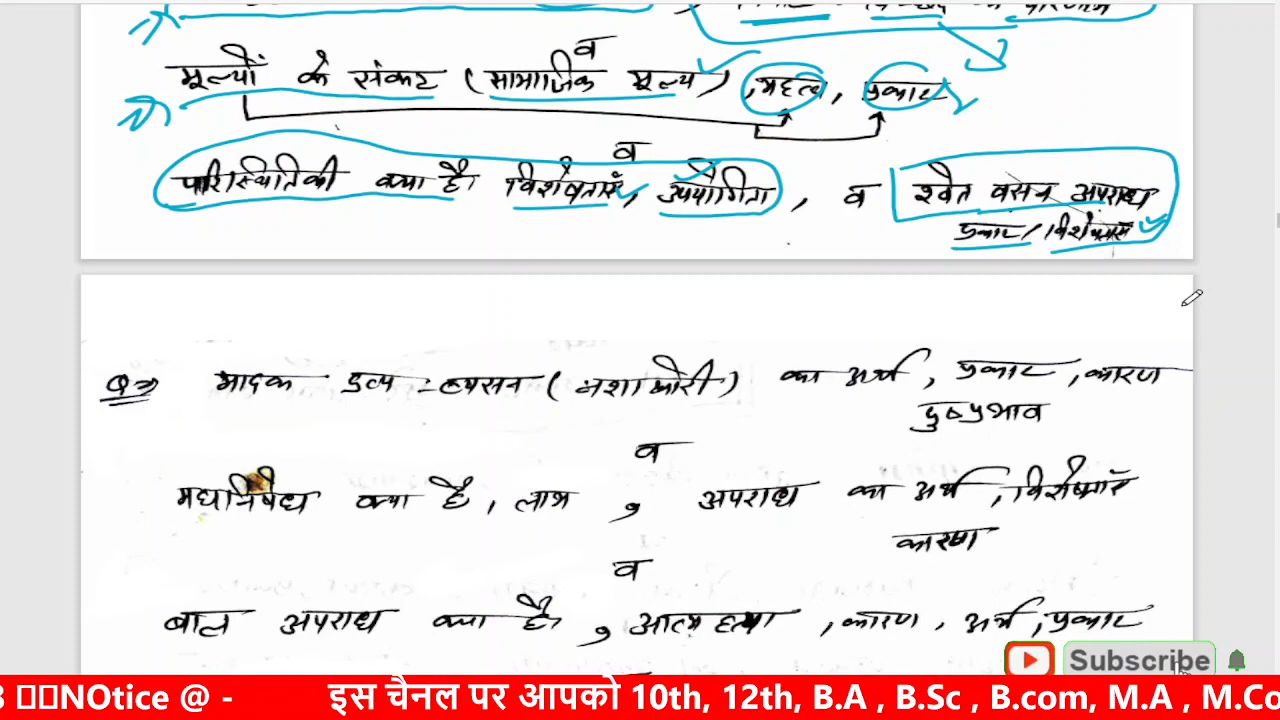 मूल्यों के संकट (सामाजिक मूल्य), महत्व, प्रकार
व
पारिस्थितिकी क्या है। विशेषताएँ, उपयोगिता, व श्वेत वसन अपराध
व
प्रकार/विशेषताएँ
Q⇒ मादक द्रव्य व्यसन (नशाखोरी) का अर्थ, प्रकार, कारण
दुष्प्रभाव
व
मद्यनिषेध क्या है, लाभ, अपराध का अर्थ, विशेषताएँ
कारण
व
बाल अपराध क्या है, आत्महत्या, कारण, अर्थ, प्रकार
Subscribe
3 NOtice @ - इस चैनल पर आपको 10th, 12th, B.A , B.Sc , B.com, M.A , M.Co